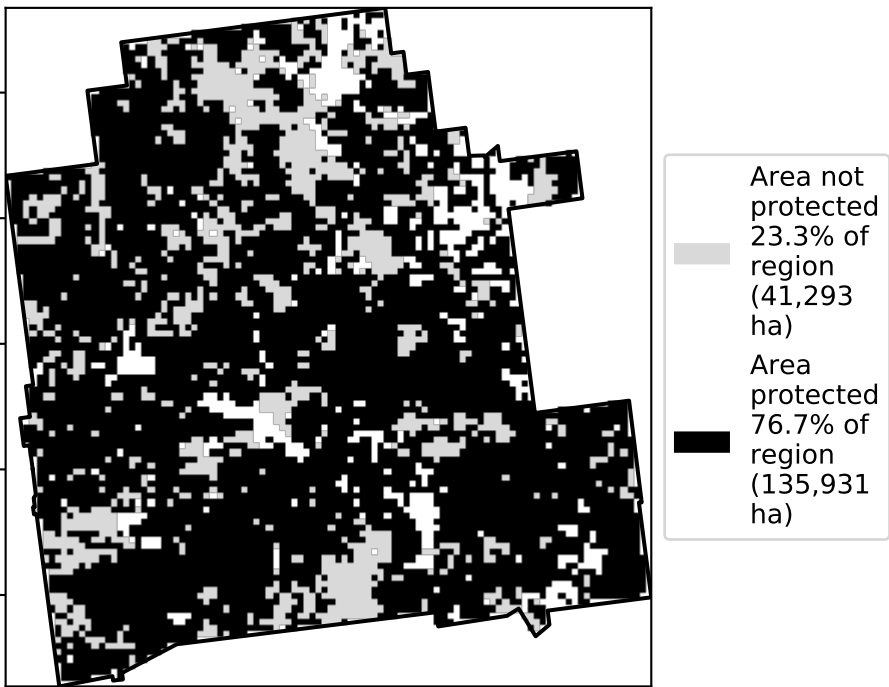 Area not
protected
23.3% of
region
(41,293
ha)
Area
protected
76.7% of
region
(135,931
ha)